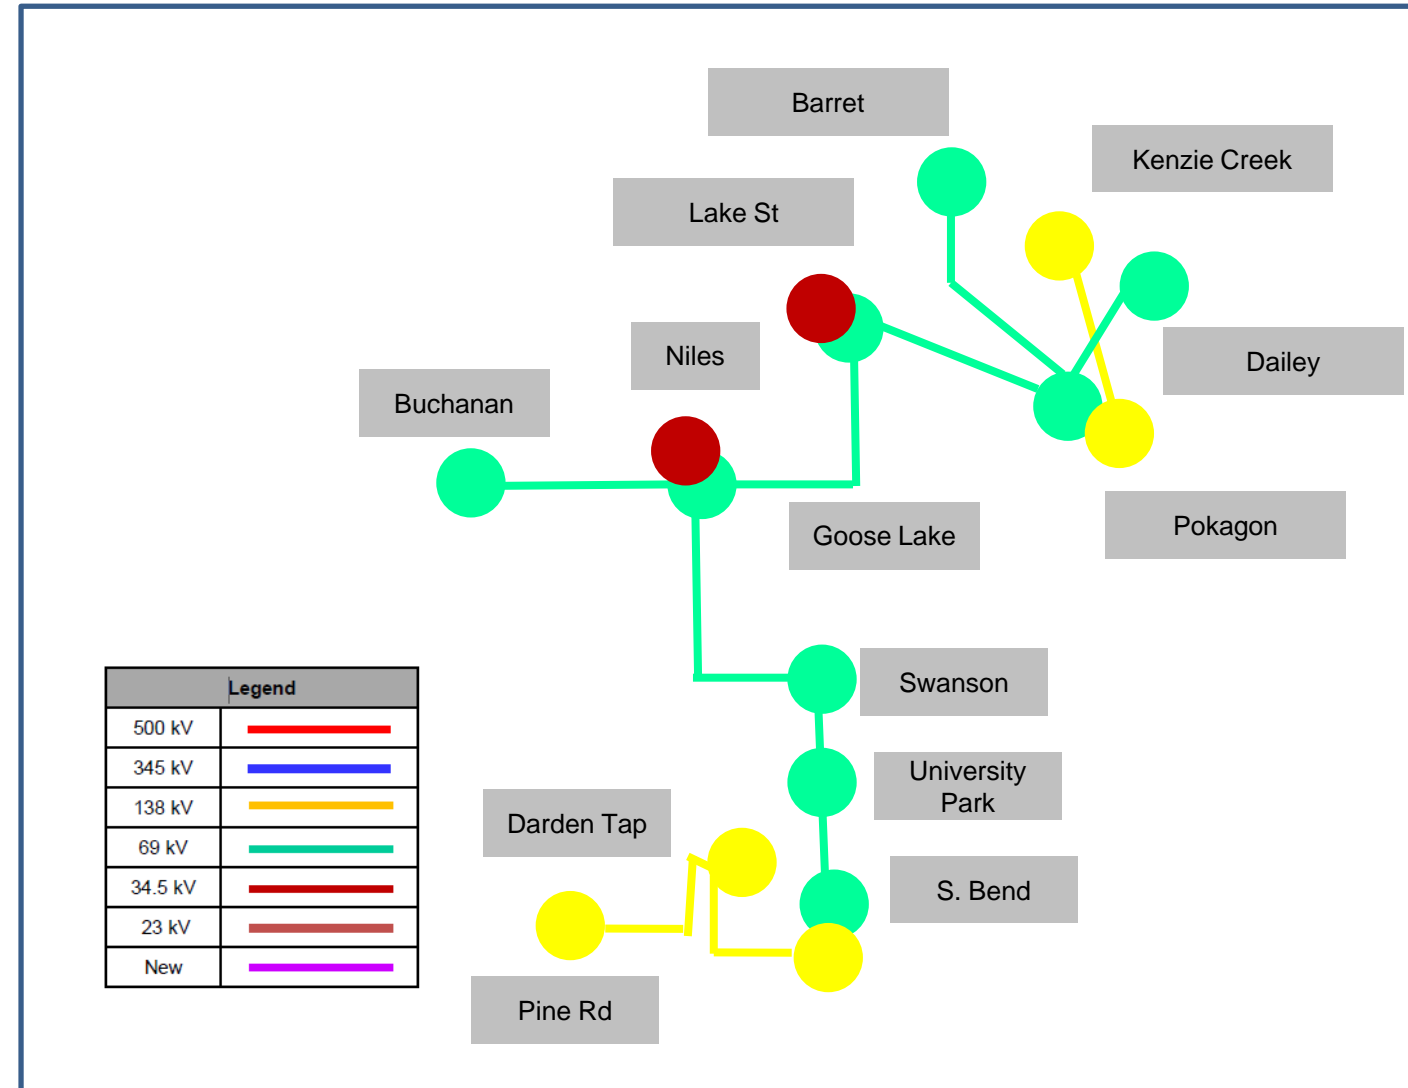 Barret
Kenzie Creek
Lake St
Niles
Dailey
Buchanan
Goose Lake
Pokagon
Swanson
University
Park
Darden Tap
S. Bend
Pine Rd
Legend
500 kV
345 kV
138 kV
69 kV
34.5 kV
23 kV
New